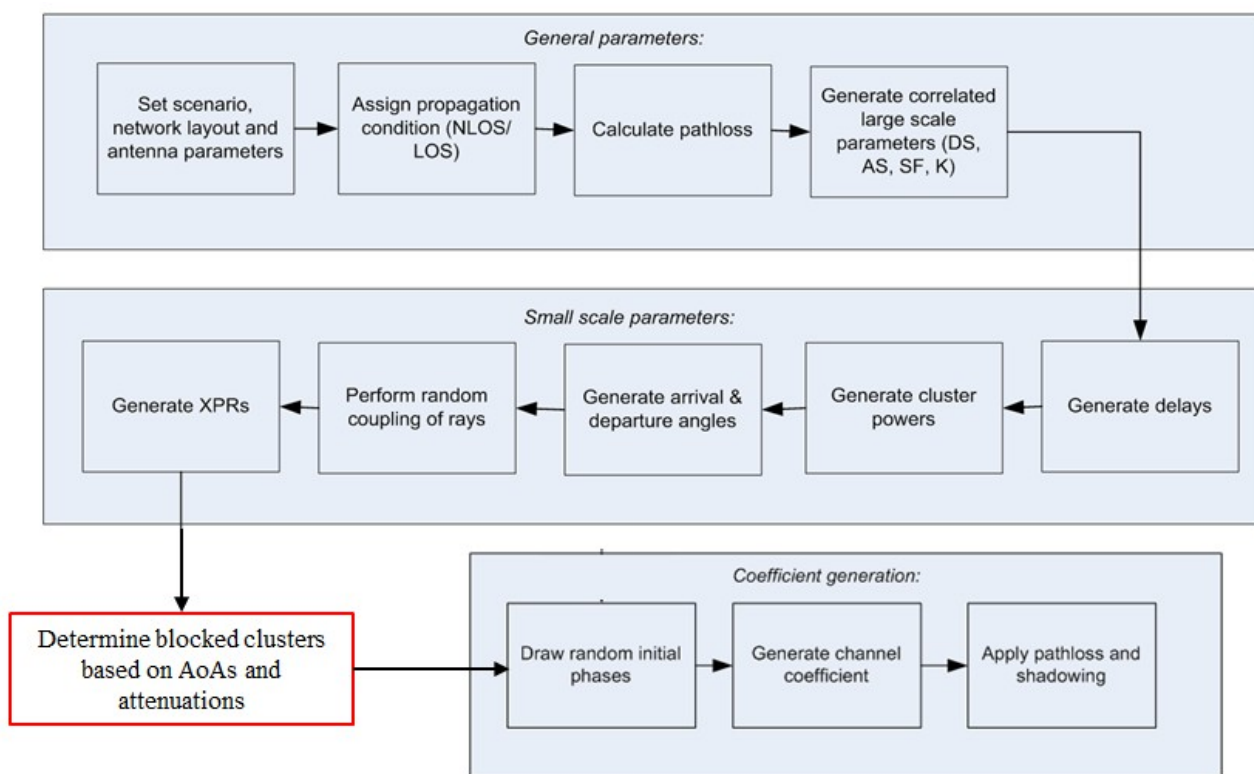 General parameters:
Set scenario,
network layout and
antenna parameters
Assign propagation
condition (NLOS/
LOS)
Calculate pathloss
Generate correlated
large scale
parameters (DS,
AS, SF, K)
Small scale parameters:
Generate XPRs
Perform random
coupling of rays
Generate arrival &
departure angles
Generate cluster
powers
Generate delays
Determine blocked clusters
based on AoAs and
attenuations
Coefficient generation:
Draw random initial
phases
Generate channel
coefficient
Apply pathloss and
shadowing